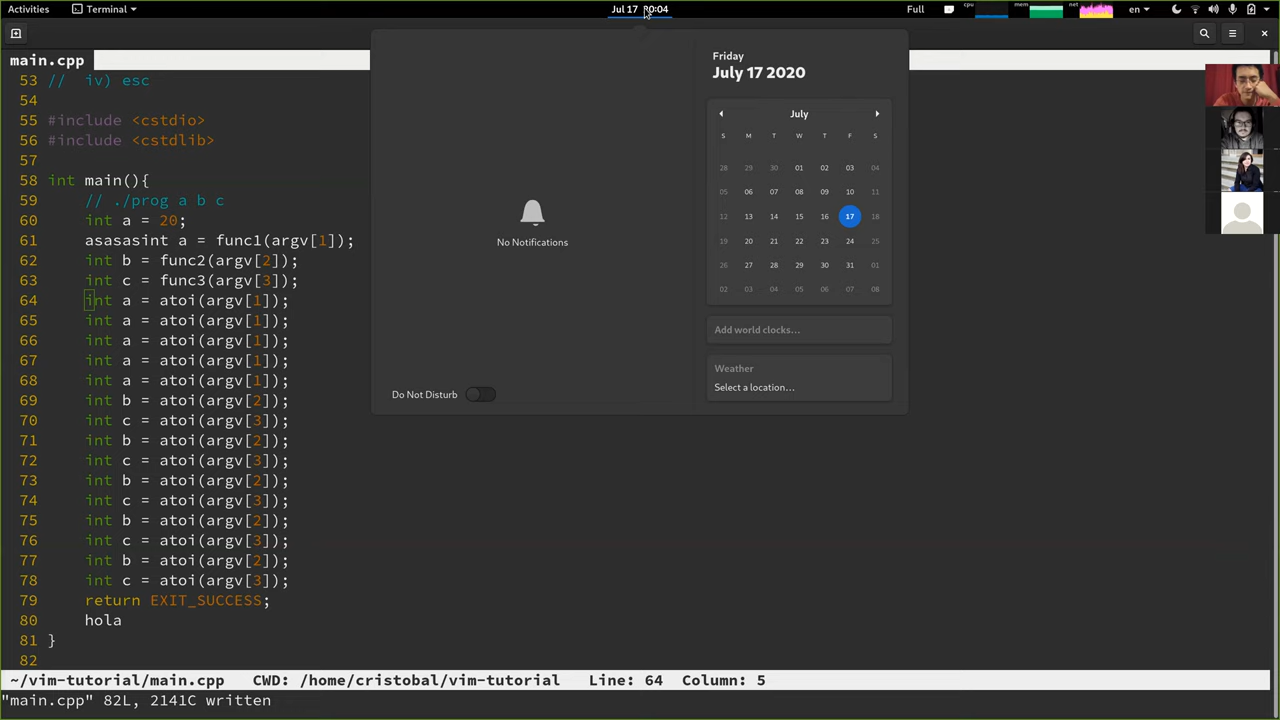 Activities Terminal Jul 17 20:04 Full cpu mem net en
main.cpp
53 // iv) esc
54
55 #include <cstdio>
56 #include <cstdlib>
57
58 int main(){
59 // ./prog a b c
60 int a = 20;
61 asasasint a = func1(argv[1]);
62 int b = func2(argv[2]);
63 int c = func3(argv[3]);
64 int a = atoi(argv[1]);
65 int a = atoi(argv[1]);
66 int a = atoi(argv[1]);
67 int a = atoi(argv[1]);
68 int a = atoi(argv[1]);
69 int b = atoi(argv[2]);
70 int c = atoi(argv[3]);
71 int b = atoi(argv[2]);
72 int c = atoi(argv[3]);
73 int b = atoi(argv[2]);
74 int c = atoi(argv[3]);
75 int b = atoi(argv[2]);
76 int c = atoi(argv[3]);
77 int b = atoi(argv[2]);
78 int c = atoi(argv[3]);
79 return EXIT_SUCCESS;
80 hola
81 }
82
~/vim-tutorial/main.cpp CWD: /home/cristobal/vim-tutorial Line: 64 Column: 5
"main.cpp" 82L, 2141C written
No Notifications
Do Not Disturb
Friday
July 17 2020
July
S M T W T F S
28 29 30 01 02 03 04
05 06 07 08 09 10 11
12 13 14 15 16 17 18
19 20 21 22 23 24 25
26 27 28 29 30 31 01
02 03 04 05 06 07 08
Add world clocks...
Weather
Select a location...